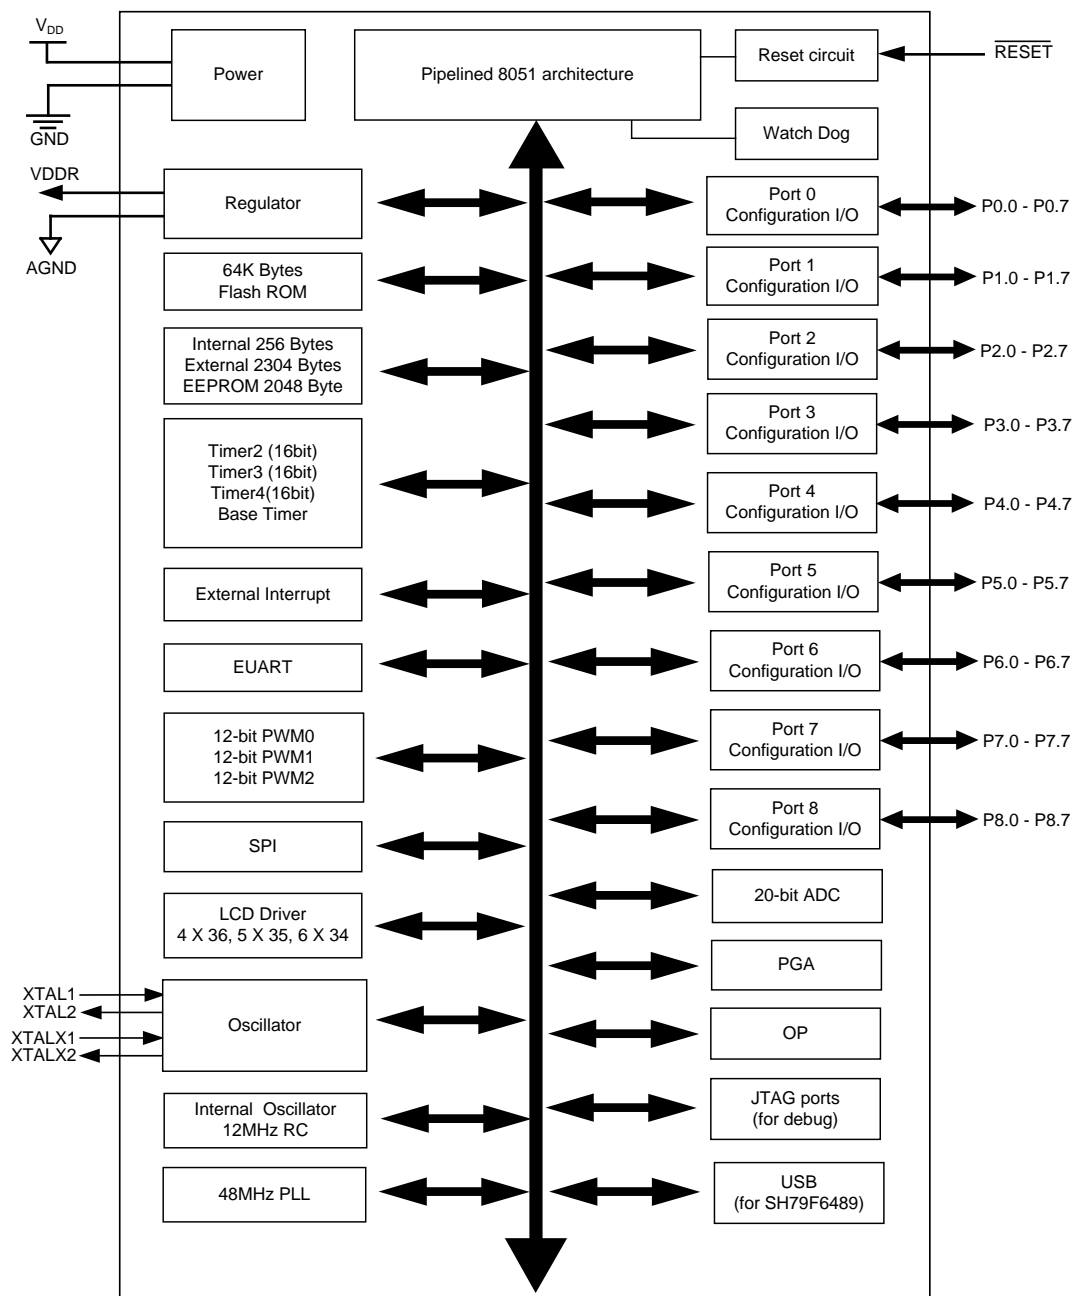 VDD
Power
GND
Pipelined 8051 architecture
Reset circuit
RESET
Watch Dog
VDDR
Regulator
AGND
64K Bytes
Flash ROM
Internal 256 Bytes
External 2304 Bytes
EEPROM 2048 Byte
Timer2 (16bit)
Timer3 (16bit)
Timer4(16bit)
Base Timer
External Interrupt
EUART
12-bit PWM0
12-bit PWM1
12-bit PWM2
SPI
LCD Driver
4 X 36, 5 X 35, 6 X 34
XTAL1
XTAL2
XTALX1
XTALX2
Oscillator
Internal Oscillator
12MHz RC
48MHz PLL
Port 0
Configuration I/O
P0.0 - P0.7
Port 1
Configuration I/O
P1.0 - P1.7
Port 2
Configuration I/O
P2.0 - P2.7
Port 3
Configuration I/O
P3.0 - P3.7
Port 4
Configuration I/O
P4.0 - P4.7
Port 5
Configuration I/O
P5.0 - P5.7
Port 6
Configuration I/O
P6.0 - P6.7
Port 7
Configuration I/O
P7.0 - P7.7
Port 8
Configuration I/O
P8.0 - P8.7
20-bit ADC
PGA
OP
JTAG ports
(for debug)
USB
(for SH79F6489)